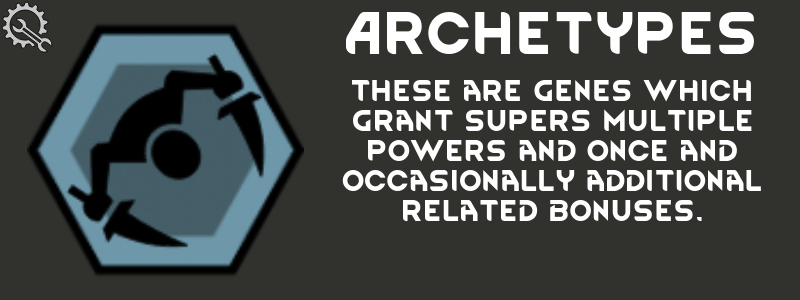 ARCHETYPES
THESE ARE GENES WHICH
GRANT SUPERS MULTIPLE
POWERS AND ONCE AND
OCCASIONALLY ADDITIONAL
RELATED BONUSES.